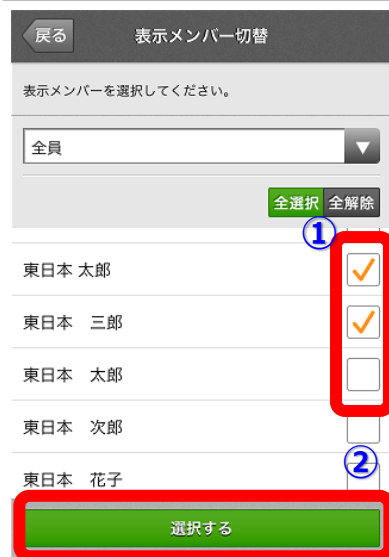 戻る 表示メンバー切替
表示メンバーを選択してください。
全員
全選択 全解除
①
東日本 太郎
東日本　三郎
東日本　太郎
東日本　次郎
②
東日本　花子
選択する